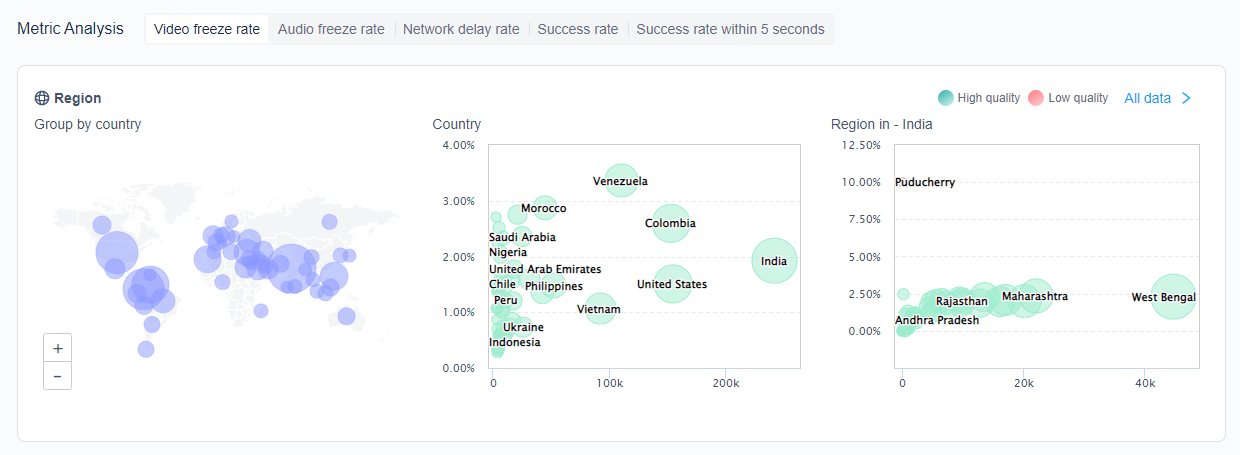 Metric Analysis
Video freeze rate
Audio freeze rate
Network delay rate
Success rate
Success rate within 5 seconds
Region
High quality
Low quality
All data
Group by country
Country
4.00%
3.00%
2.00%
1.00%
0.00%
Venezuela
Morocco
Colombia
Saudi Arabia
Nigeria
India
United Arab Emirates
Chile
Philippines
United States
Peru
Vietnam
Ukraine
Indonesia
0
100k
200k
Region in - India
12.50%
10.00%
7.50%
5.00%
2.50%
0.00%
Puducherry
Rajasthan
Maharashtra
West Bengal
Andhra Pradesh
0
20k
40k
+
-